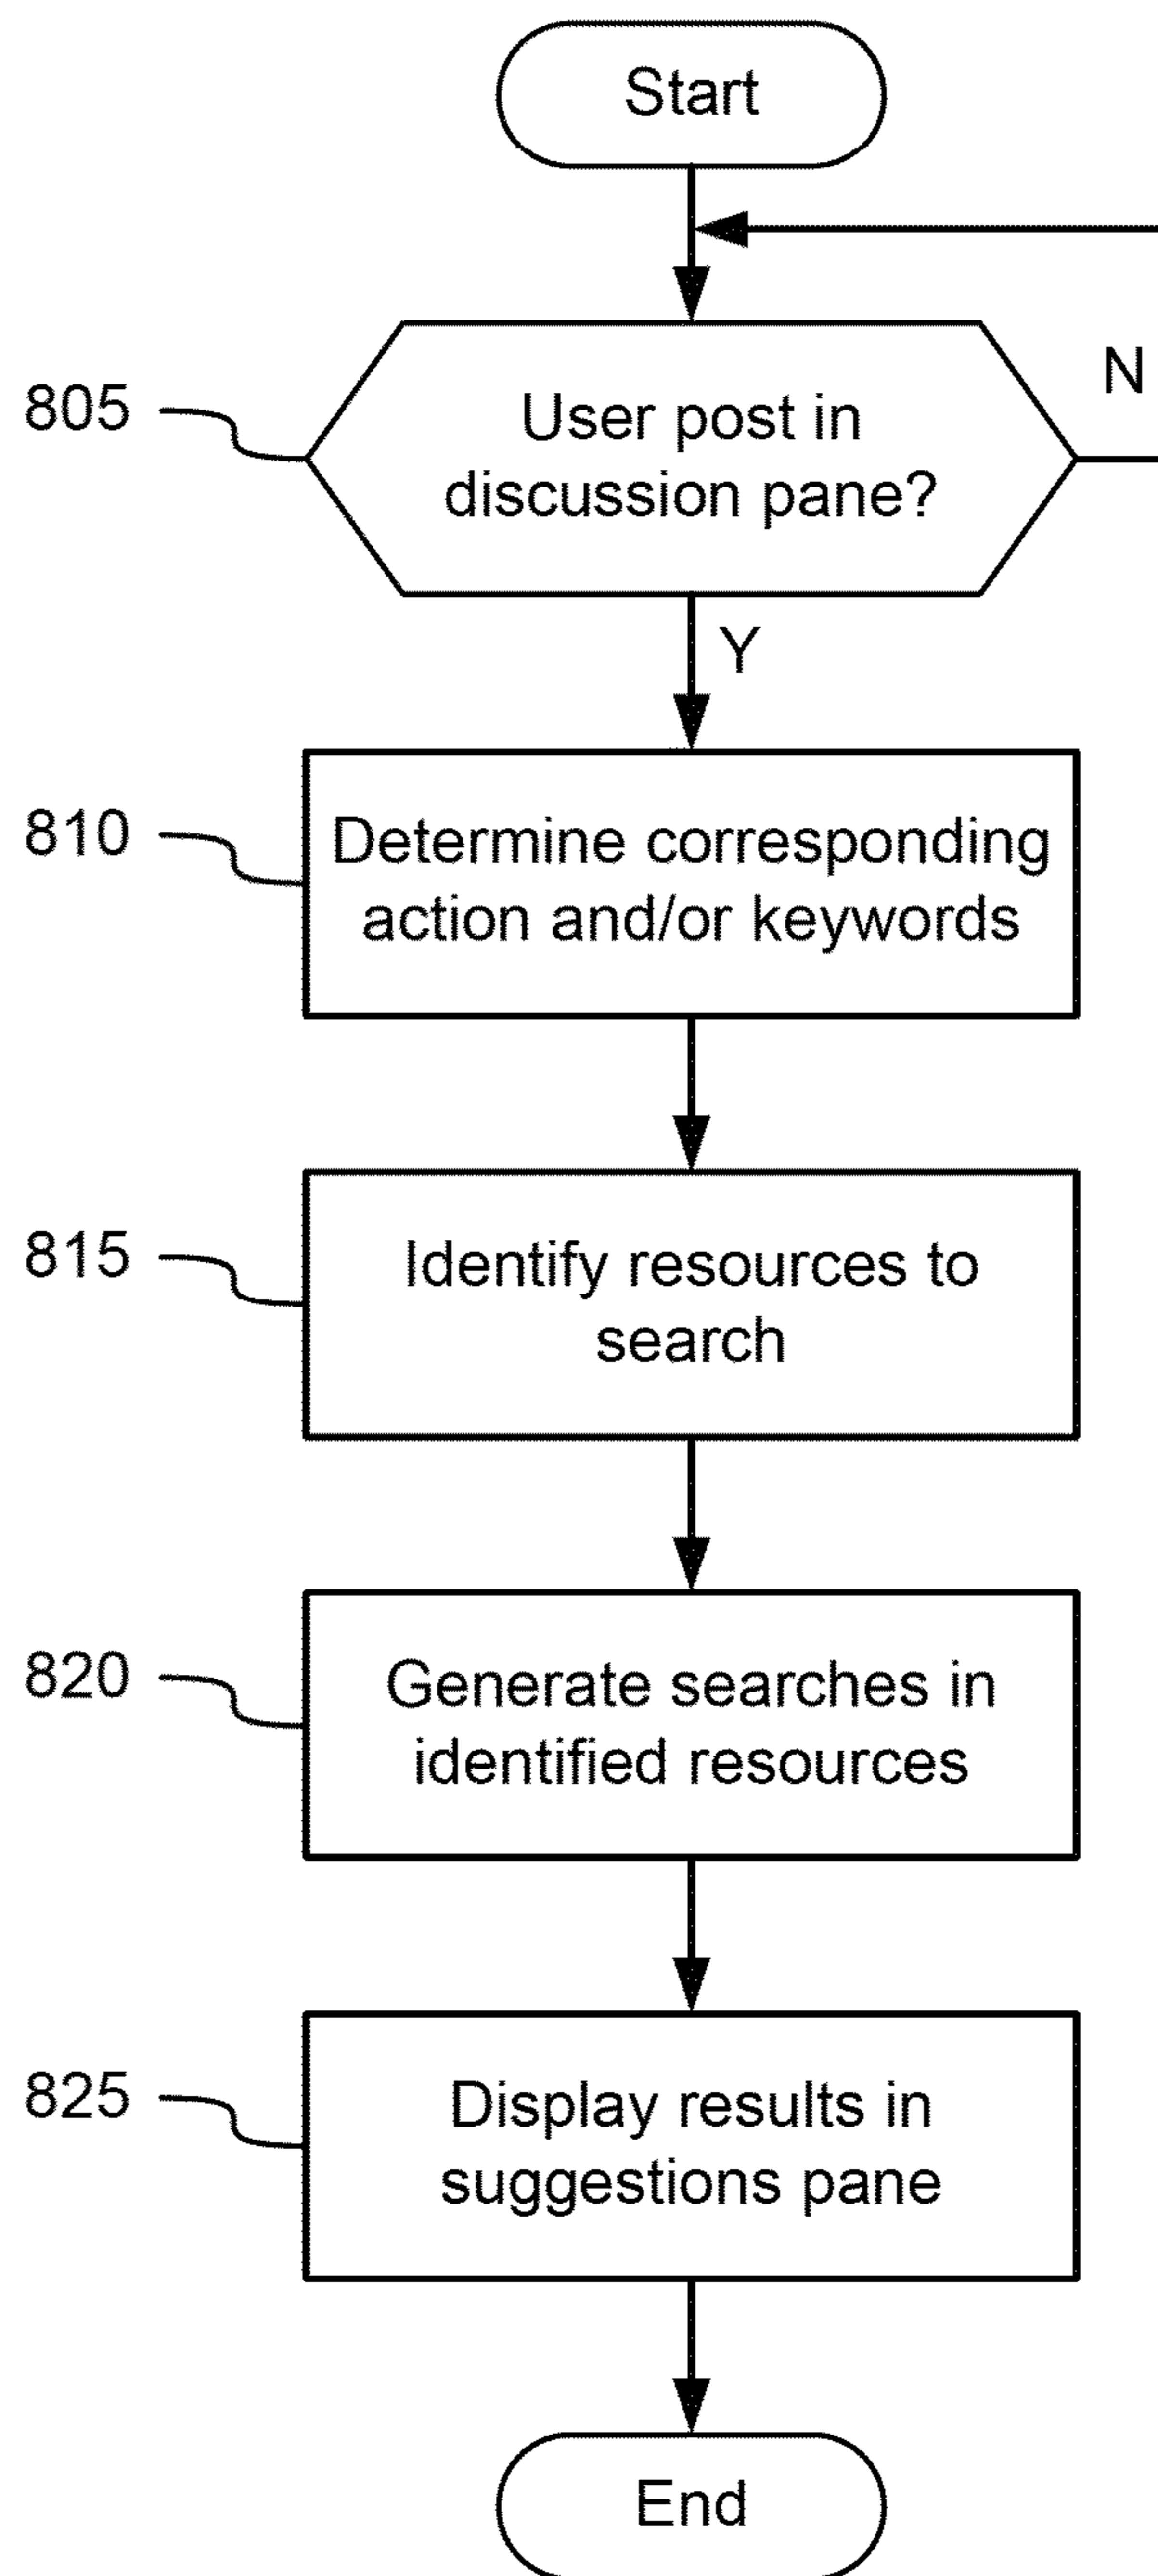 Start
805
User post in
discussion pane?
N
Y
810
Determine corresponding
action and/or keywords
815
Identify resources to
search
820
Generate searches in
identified resources
825
Display results in
suggestions pane
End